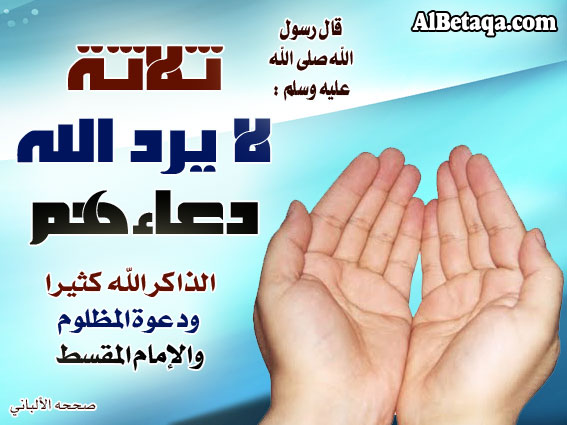 AlBetaqa.com
قال رسول
الله صلى الله
عليه وسلم :
ثلاثة
لا يرد الله
دعاءهم
الذاكر الله كثيرا
ودعوة المظلوم
والإمام المقسط
صححه الألباني